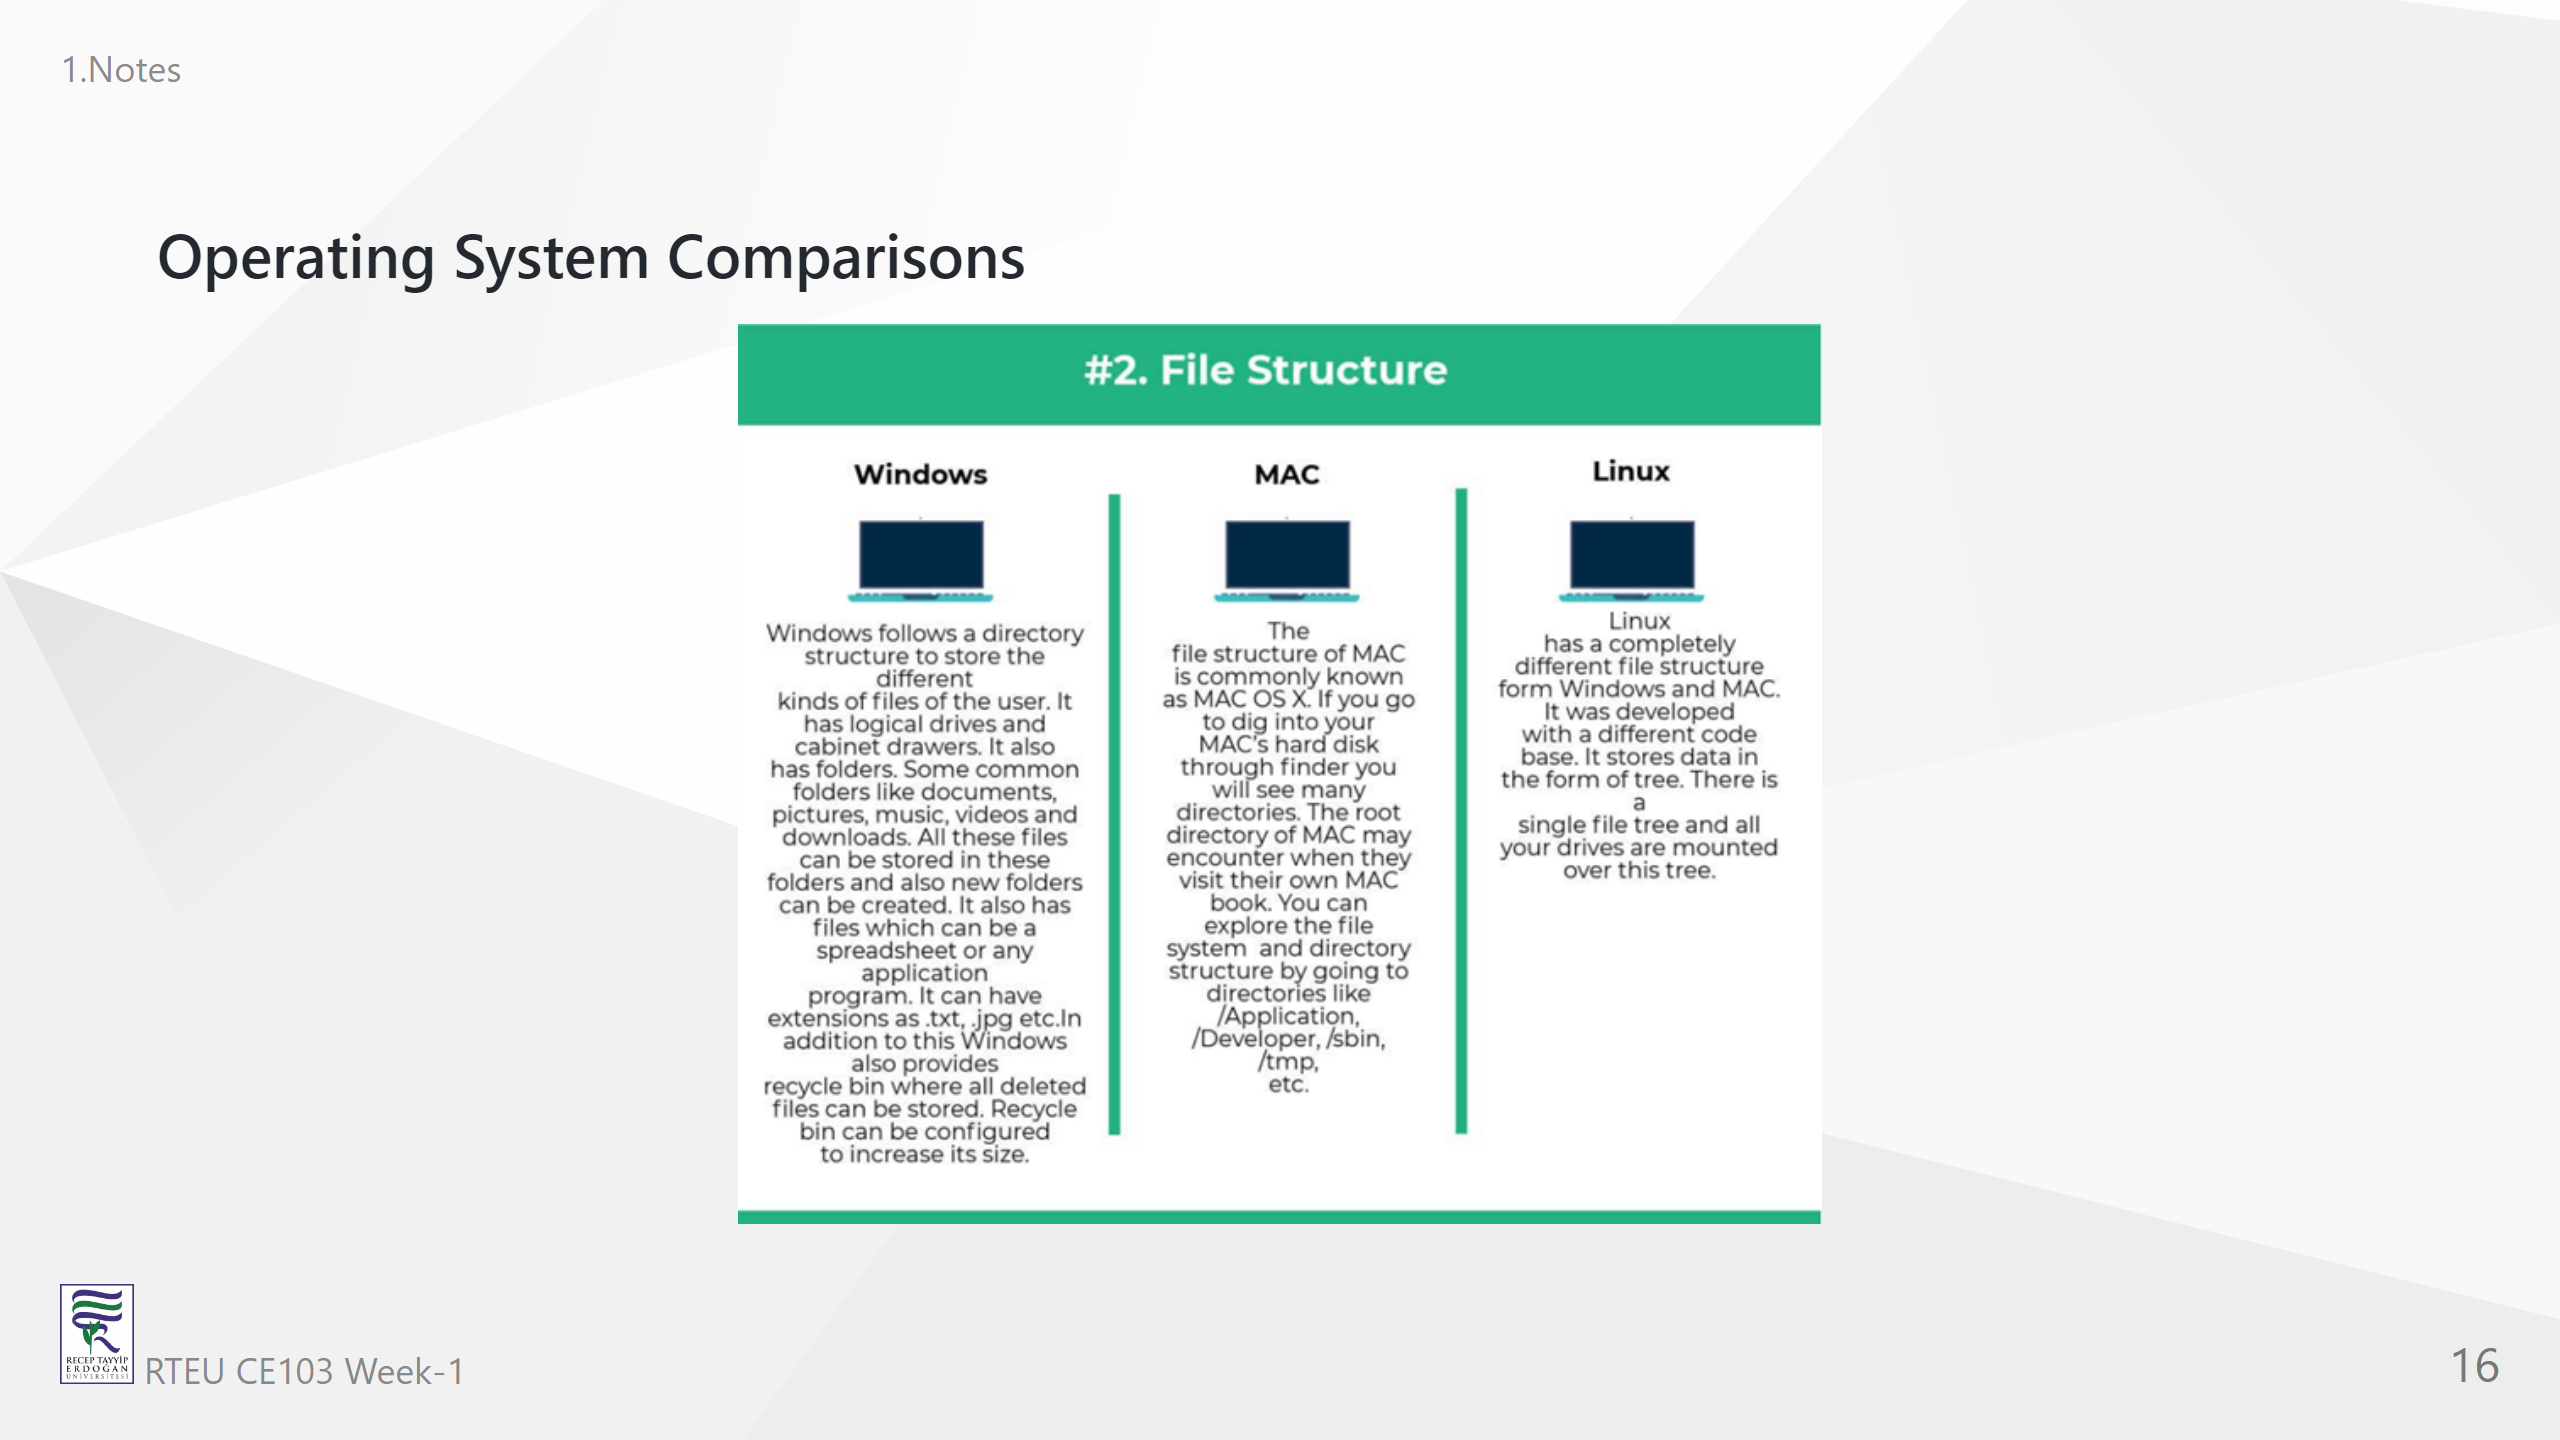 1.Notes
Operating System Comparisons
#2. File Structure
Windows
Windows follows a directory
structure to store the
different
kinds of files of the user. It
has logical drives and
cabinet drawers. It also
has folders. Some common
folders like documents,
pictures, music, videos and
downloads. All these files
can be stored in these
folders and also new folders
can be created. It also has
files which can be a
spreadsheet or any
application
program. It can have
extensions as .txt, .jpg etc.In
addition to this Windows
also provides
recycle bin where all deleted
files can be stored. Recycle
bin can be configured
to increase its size.
MAC
The
file structure of MAC
is commonly known
as MAC OS X. If you go
to dig into your
MAC's hard disk
through finder you
will see many
directories. The root
directory of MAC may
encounter when they
visit their own MAC
book. You can
explore the file
system and directory
structure by going to
directories like
/Application,
/Developer, /sbin,
/tmp,
etc.
Linux
Linux
has a completely
different file structure
form Windows and MAC.
It was developed
with a different code
base. It stores data in
the form of tree. There is
a
single file tree and all
your drives are mounted
over this tree.
RECEP TAYYİP
ERDOĞAN
ÜNİVERSİTESİ
RTEU CE103 Week-1
16